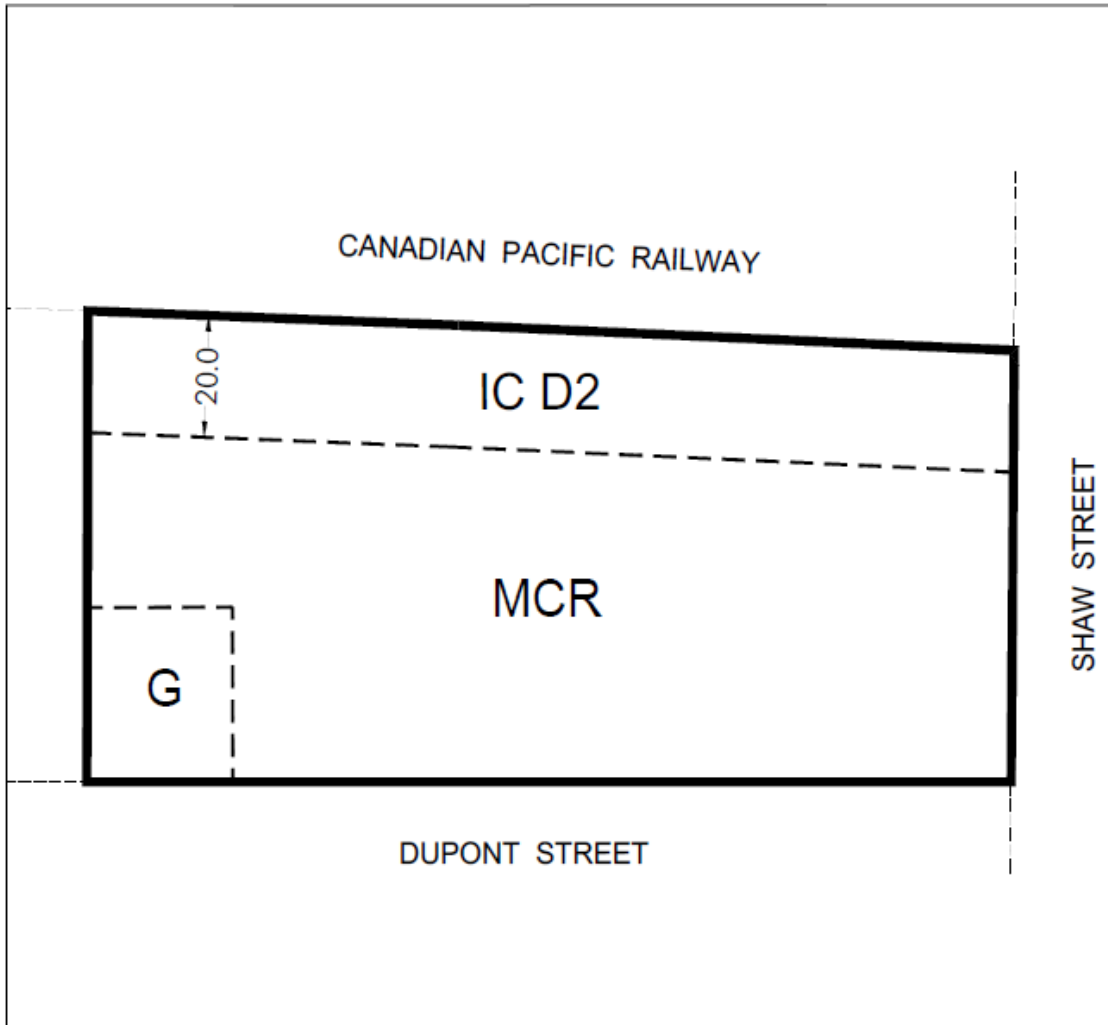 CANADIAN PACIFIC RAILWAY
20.0
IC D2
MCR
SHAW STREET
G
DUPONT STREET